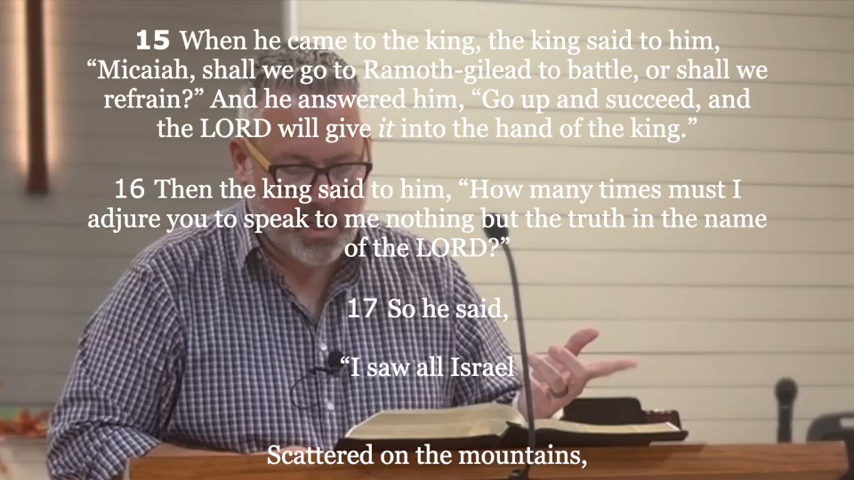 15 When he came to the king, the king said to him,
“Micaiah, shall we go to Ramoth-gilead to battle, or shall we
refrain?” And he answered him, “Go up and succeed, and
the LORD will give it into the hand of the king.”
16 Then the king said to him, “How many times must I
adjure you to speak to me nothing but the truth in the name
of the LORD?”
17 So he said,
“I saw all Israel
Scattered on the mountains,